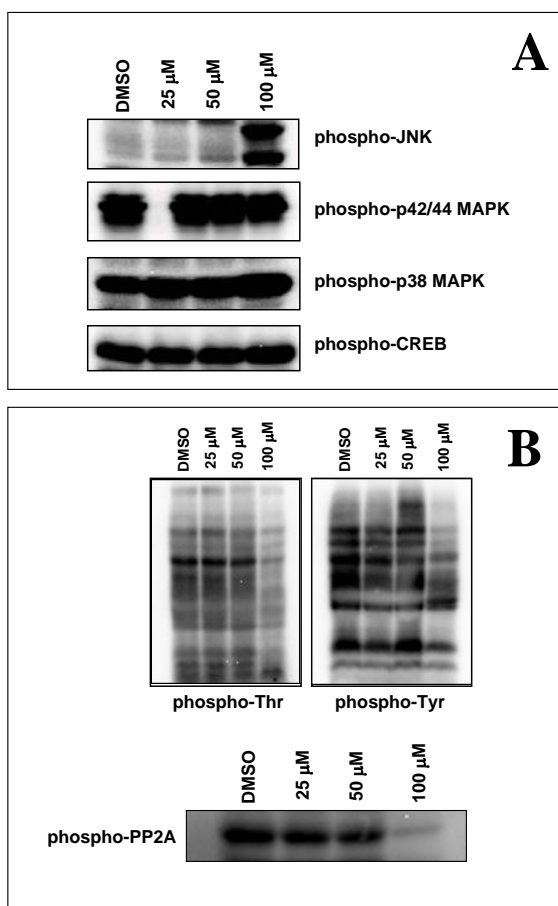 A
DMSO
25 µM
50 µM
100 µM
phospho-JNK
phospho-p42/44 MAPK
phospho-p38 MAPK
phospho-CREB
B
DMSO
25 µM
50 µM
100 µM
DMSO
25 µM
50 µM
100 µM
phospho-Thr
phospho-Tyr
DMSO
25 µM
50 µM
100 µM
phospho-PP2A